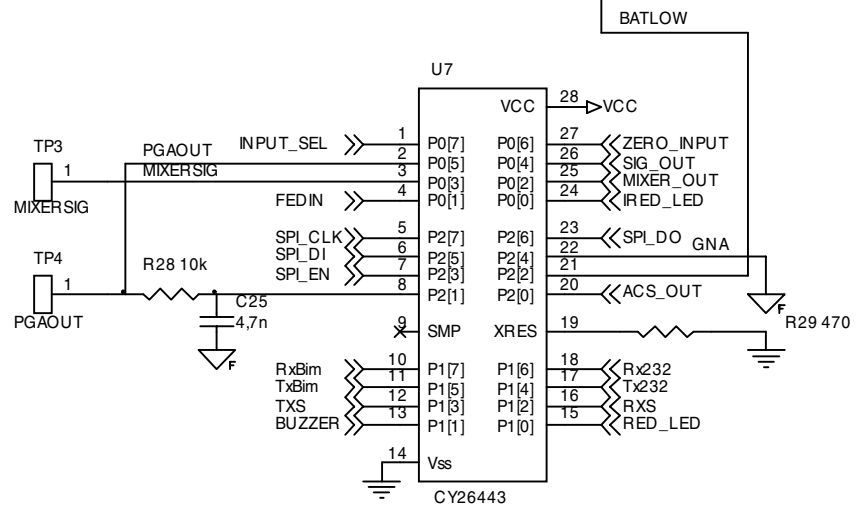 BATLOW
U7
VCC 28 VCC
TP3
1
MIXERSIG
INPUT_SEL 1 P0[7] P0[6] 27 ZERO_INPUT
PGAOUT 2 P0[5] P0[4] 26 SIG_OUT
MIXERSIG 3 P0[3] P0[2] 25 MIXER_OUT
FEDIN 4 P0[1] P0[0] 24 IRED_LED
SPI_CLK 5 P2[7] P2[6] 23 SPI_DO
SPI_DI 6 P2[5] P2[4] 22 GNA
SPI_EN 7 P2[3] P2[2] 21
8 P2[1] P2[0] 20 ACS_OUT
TP4
1
PGAOUT
R28 10k
C25
4,7n
F
F
9 SMP XRES 19
R29 470
RxBim 10 P1[7] P1[6] 18 Rx232
TxBim 11 P1[5] P1[4] 17 Tx232
TXS 12 P1[3] P1[2] 16 RXS
BUZZER 13 P1[1] P1[0] 15 RED_LED
14 Vss
CY26443